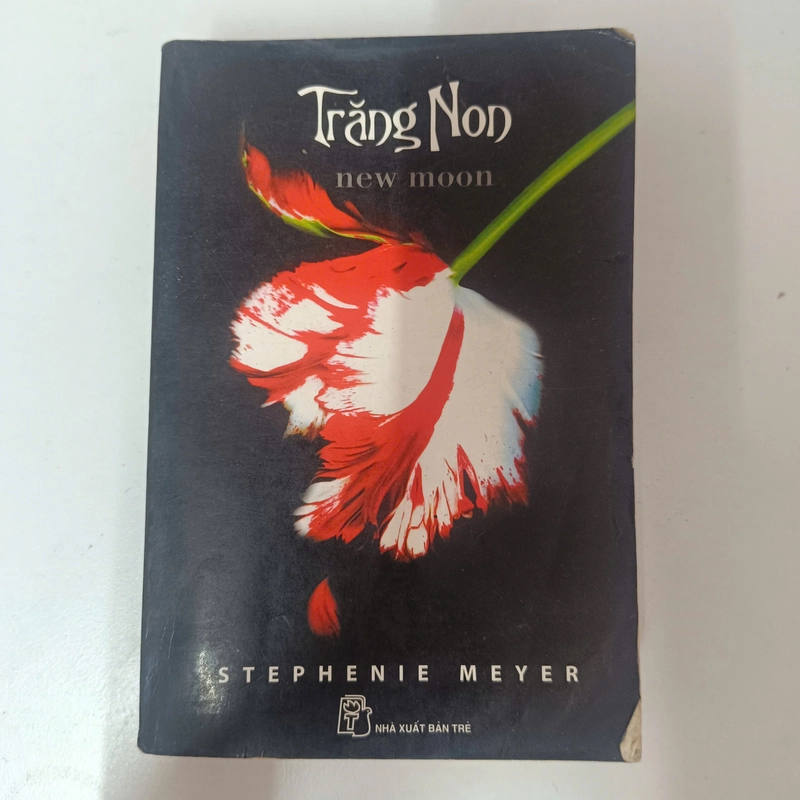 Trăng Non
new moon
STEPHENIE MEYER
NHÀ XUẤT BẢN TRẺ